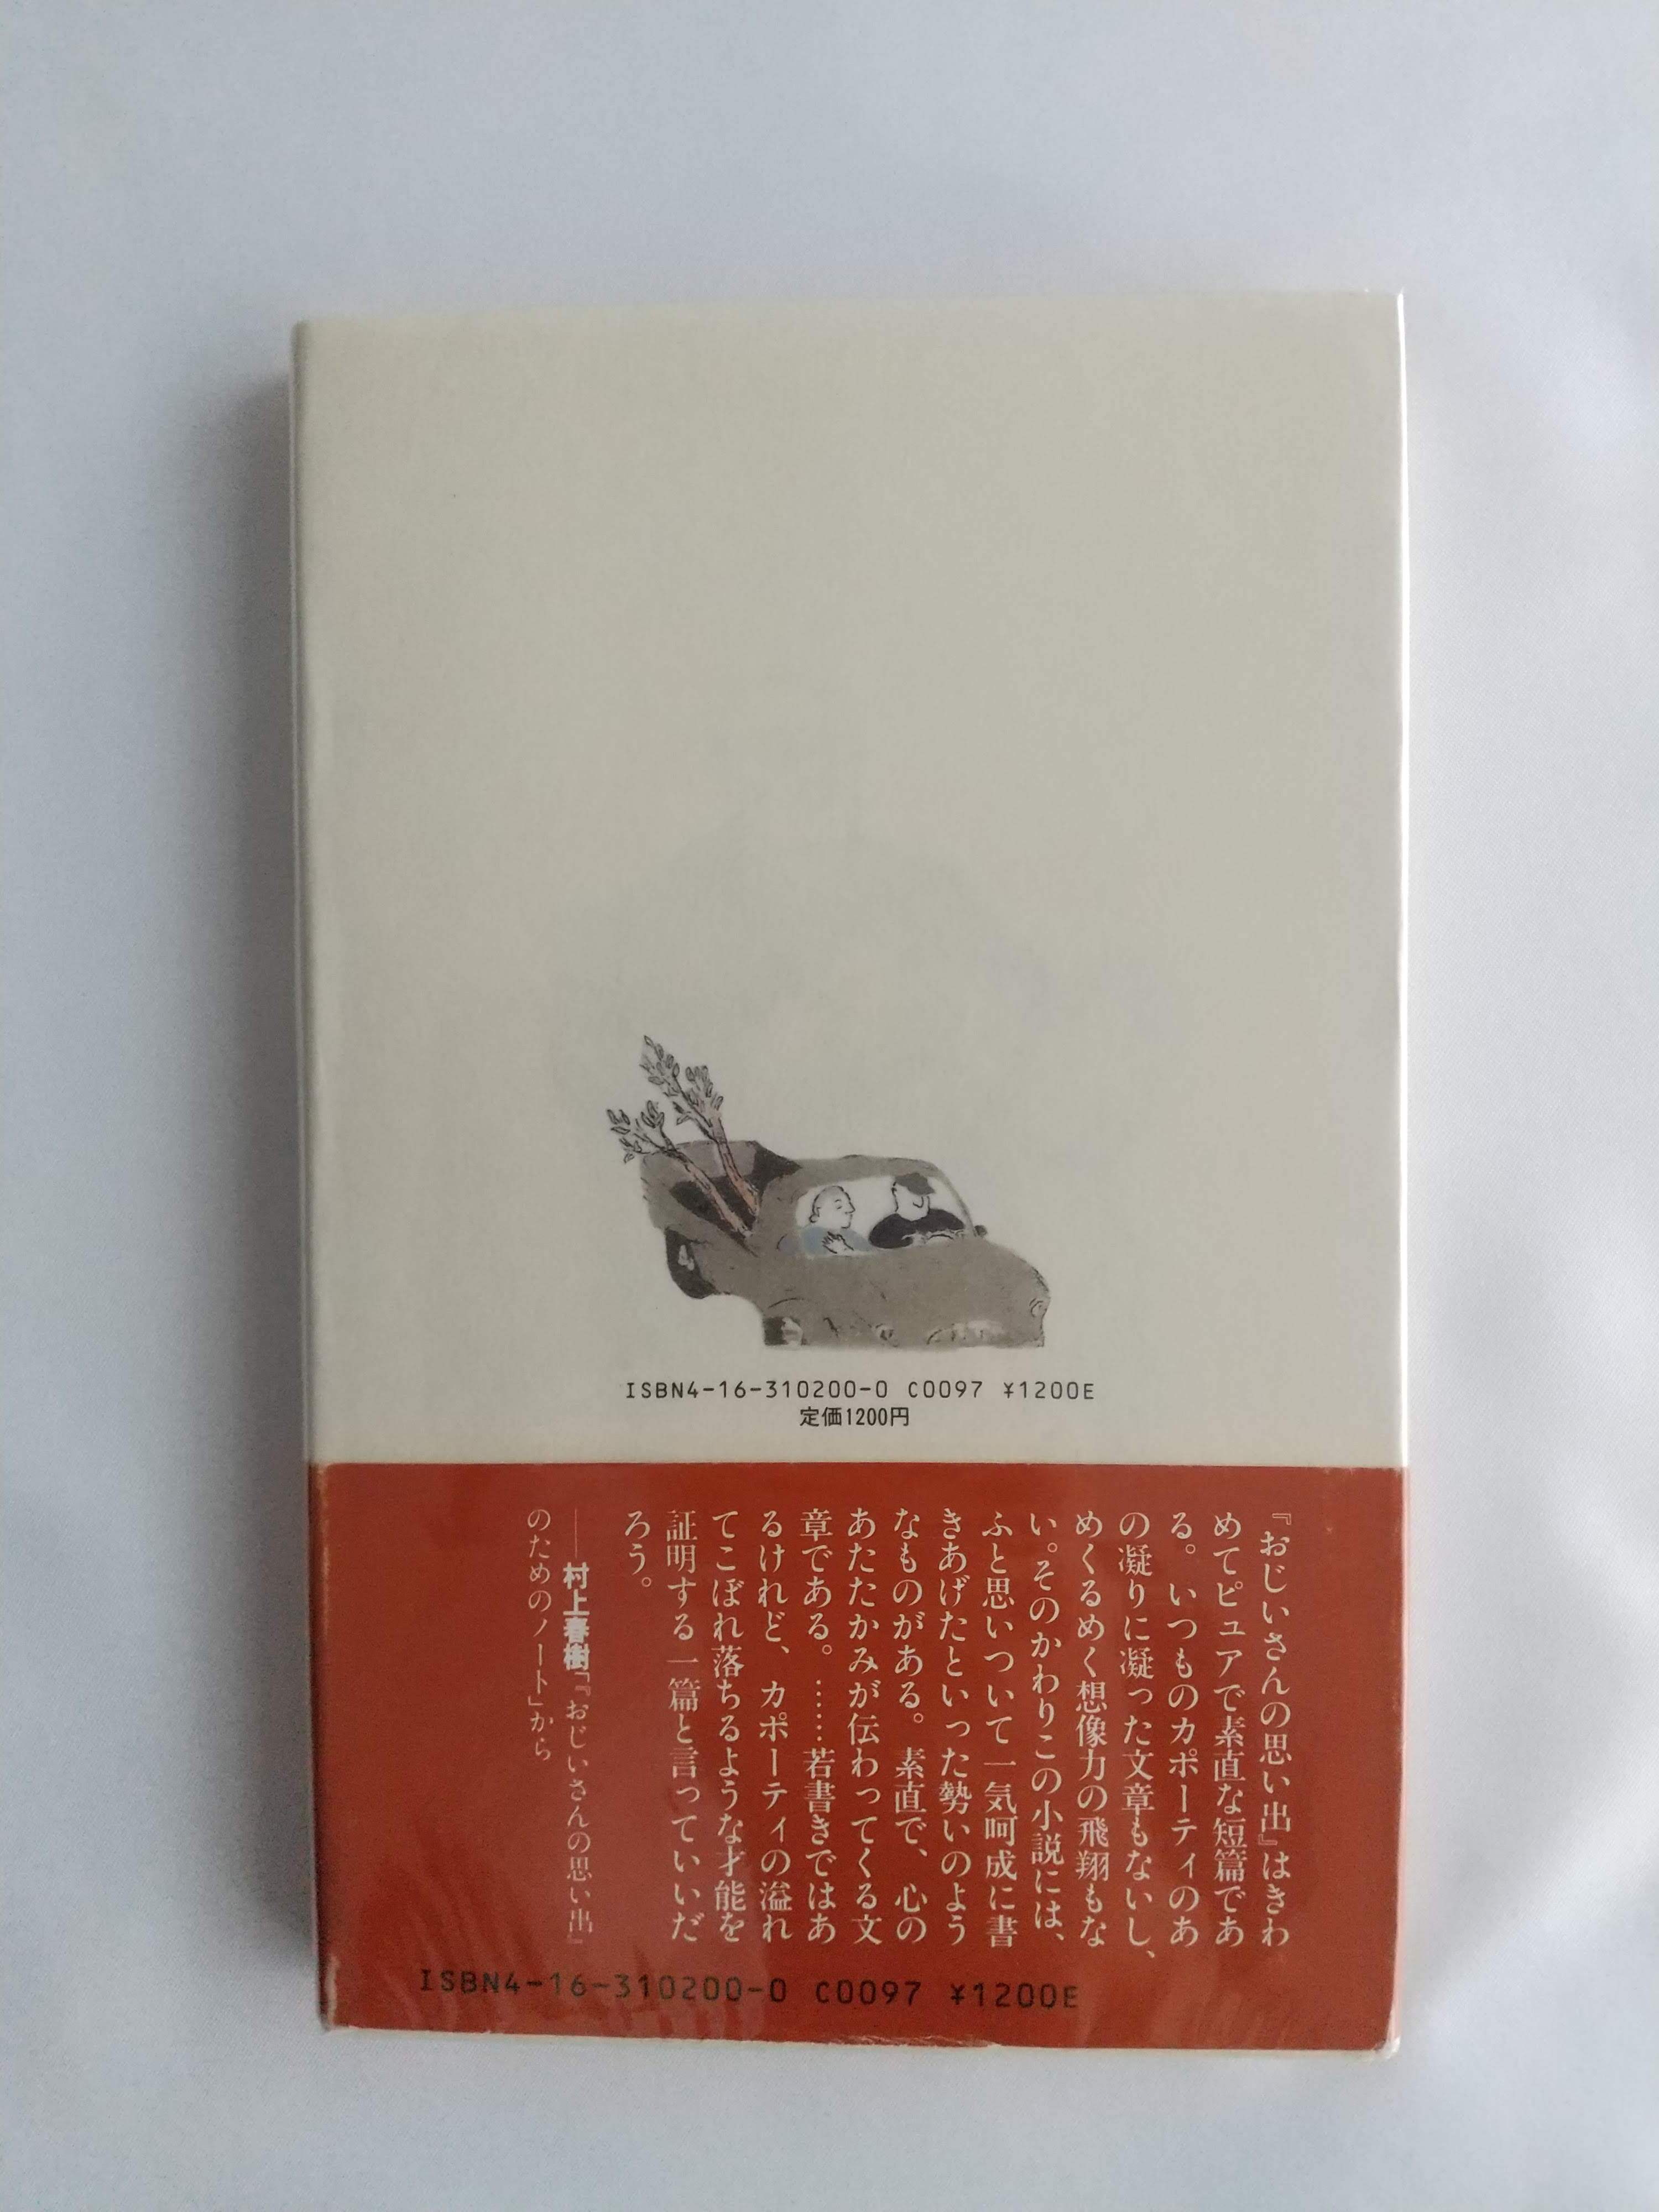 ISBN4-16-310200-0 C0097 ¥1200E
定価1200円
『おじいさんの思い出』はきわ
めてピュアで素直な短篇であ
る。いつものカポーティのあ
の凝りに凝った文章もないし、
めくるめく想像力の飛翔もな
い。そのかわりこの小説には、
ふと思いついて一気呵成に書
きあげたといった勢いのよう
なものがある。素直で、心の
あたたかみが伝わってくる文
章である。……若書きではあ
るけれど、カポーティの溢れ
てこぼれ落ちるような才能を
証明する一篇と言っていいだ
ろう。
――村上春樹「『おじいさんの思い出』
のためのノート」から
ISBN4-16-310200-0 C0097 ¥1200E